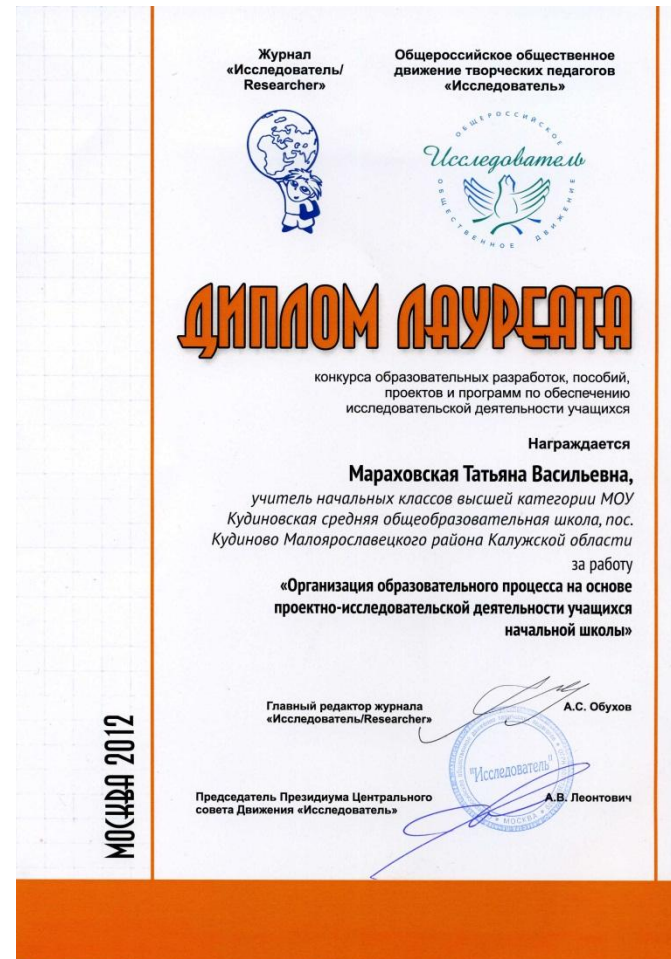 Журнал
«Исследователь/
Researcher»
Общероссийское общественное
движение творческих педагогов
«Исследователь»
ОБЩЕРОССИЙСКОЕ
Исследователь
ОБЩЕСТВЕННОЕ ДВИЖЕНИЕ
ДИПЛОМ ЛАУРЕАТА
конкурса образовательных разработок, пособий,
проектов и программ по обеспечению
исследовательской деятельности учащихся
Награждается
Мараховская Татьяна Васильевна,
учитель начальных классов высшей категории МОУ
Кудиновская средняя общеобразовательная школа, пос.
Кудиново Малоярославецкого района Калужской области
за работу
«Организация образовательного процесса на основе
проектно-исследовательской деятельности учащихся
начальной школы»
Главный редактор журнала
«Исследователь/Researcher»
А.С. Обухов
"Исследователь"
МОСКВА
Председатель Президиума Центрального
совета Движения «Исследователь»
А.В. Леонтович
МОСКВА 2012